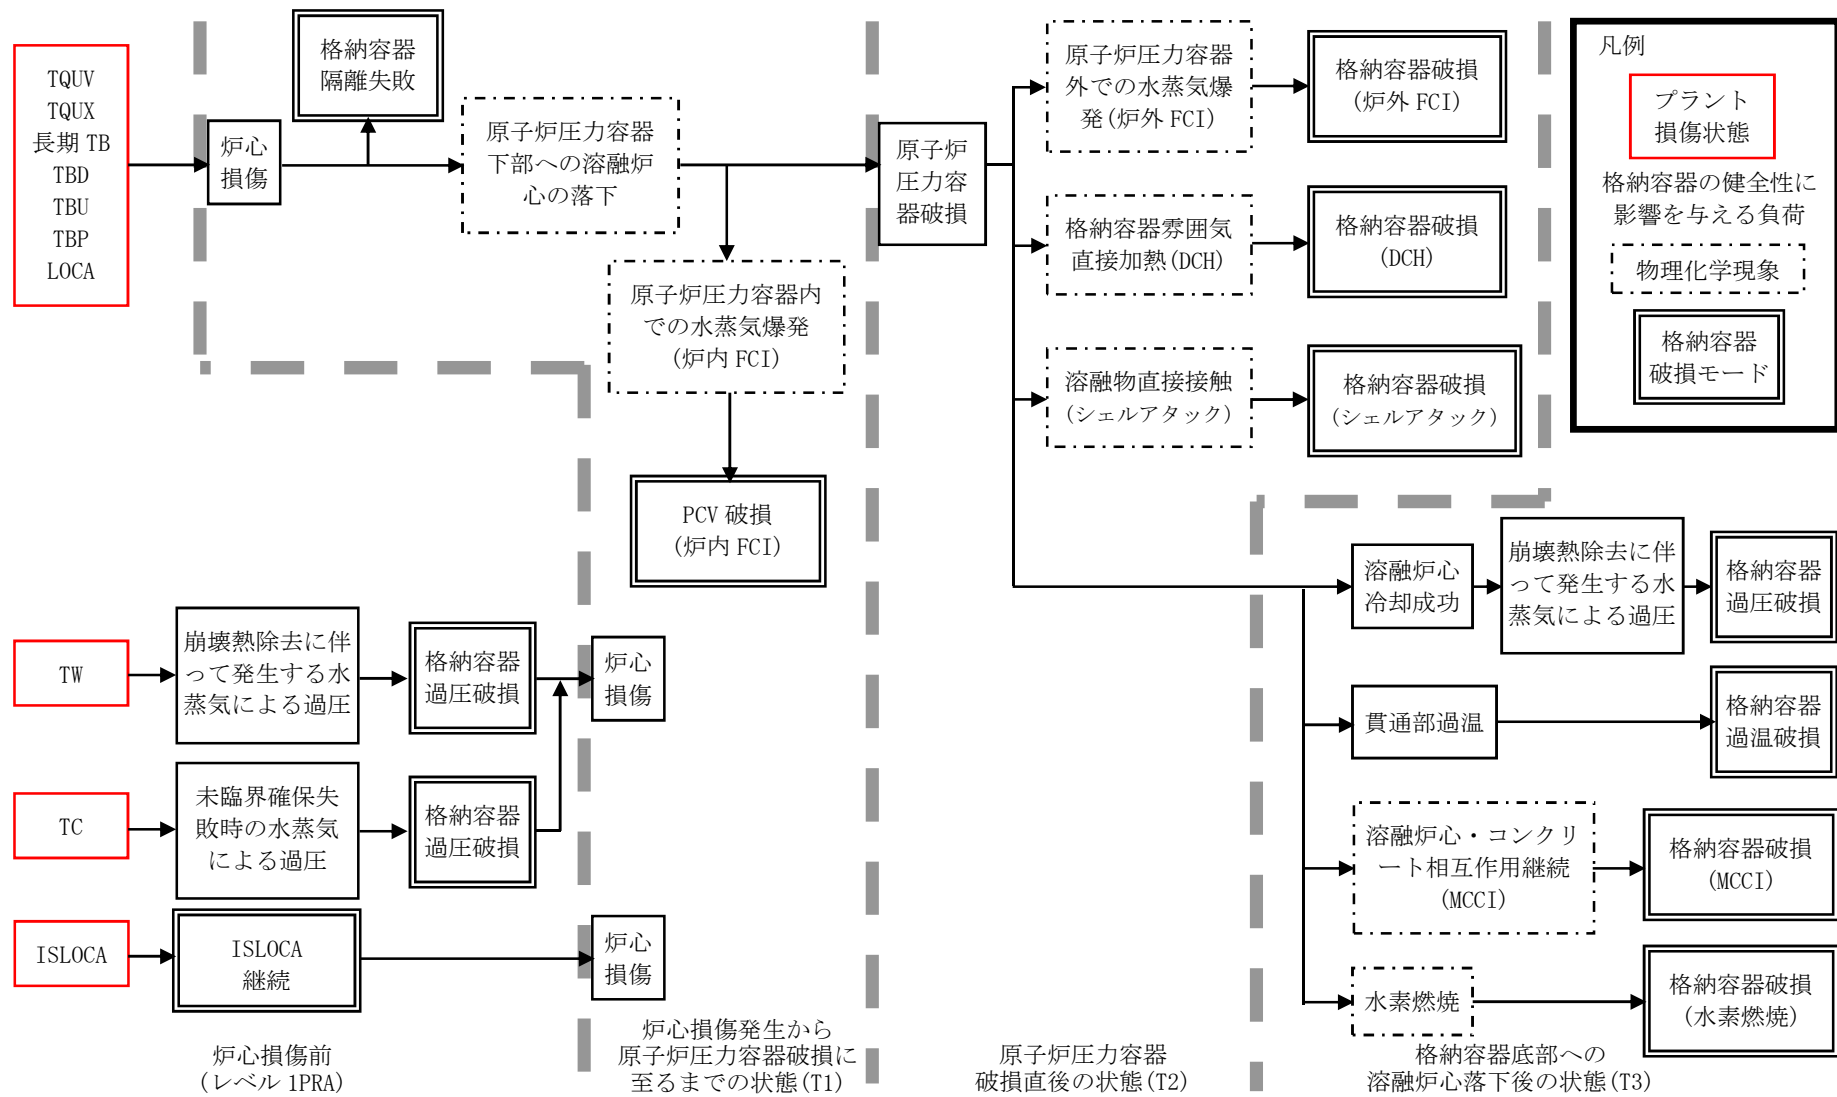 TQUV
TQUX
長期 TB
TBD
TBU
TBP
LOCA
炉心
損傷
格納容器
隔離失敗
原子炉圧力容器
下部への溶融炉
心の落下
原子炉圧力容器内
での水蒸気爆発
(炉内 FCI)
PCV 破損
(炉内 FCI)
原子炉
圧力容
器破損
原子炉圧力容器
外での水蒸気爆
発(炉外 FCI)
格納容器破損
(炉外 FCI)
格納容器雰囲気
直接加熱(DCH)
格納容器破損
(DCH)
溶融物直接接触
(シェルアタック)
格納容器破損
(シェルアタック)
凡例
プラント
損傷状態
格納容器の健全性に
影響を与える負荷
物理化学現象
格納容器
破損モード
溶融炉心
冷却成功
崩壊熱除去に伴
って発生する水
蒸気による過圧
格納容器
過圧破損
貫通部過温
格納容器
過温破損
溶融炉心・コンクリ
ート相互作用継続
(MCCI)
格納容器破損
(MCCI)
水素燃焼
格納容器破損
(水素燃焼)
TW
崩壊熱除去に伴
って発生する水
蒸気による過圧
格納容器
過圧破損
炉心
損傷
TC
未臨界確保失
敗時の水蒸気
による過圧
格納容器
過圧破損
ISLOCA
ISLOCA
継続
炉心
損傷
炉心損傷前
(レベル 1PRA)
炉心損傷発生から
原子炉圧力容器破損に
至るまでの状態(T1)
原子炉圧力容器
破損直後の状態(T2)
格納容器底部への
溶融炉心落下後の状態(T3)